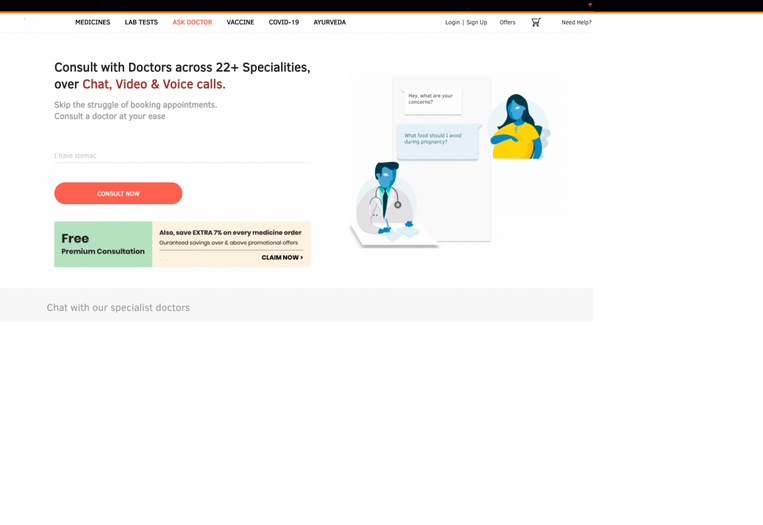 MEDICINES LAB TESTS ASK DOCTOR VACCINE COVID-19 AYURVEDA Login | Sign Up Offers Need Help?
Consult with Doctors across 22+ Specialities,
over Chat, Video & Voice calls.
Skip the struggle of booking appointments.
Consult a doctor at your ease
I have stomac
CONSULT NOW
Free
Premium Consultation
Also, save EXTRA 7% on every medicine order
Guranteed savings over & above promotional offers
CLAIM NOW >
Hey, what are your
concerns?
What food should I avoid
during pregnancy?
Chat with our specialist doctors